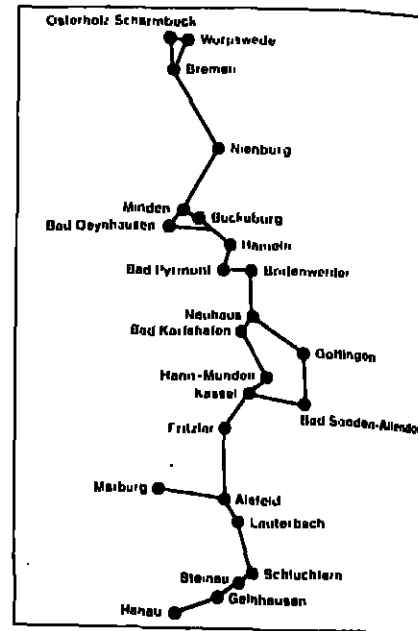 Osterholz Scharmbeck
Worpswede
Bremen
Nienburg
Minden
Buckeburg
Bad Oeynhausen
Hameln
Bad Pyrmont
Bodenwerder
Neuhaus
Bad Karlshafen
Gottingen
Hann-Munden
Kassel
Bad Sooden-Allendor
Fritzlar
Marburg
Alsfeld
Lauterbach
Schluchtern
Steinau
Gelnhausen
Hanau